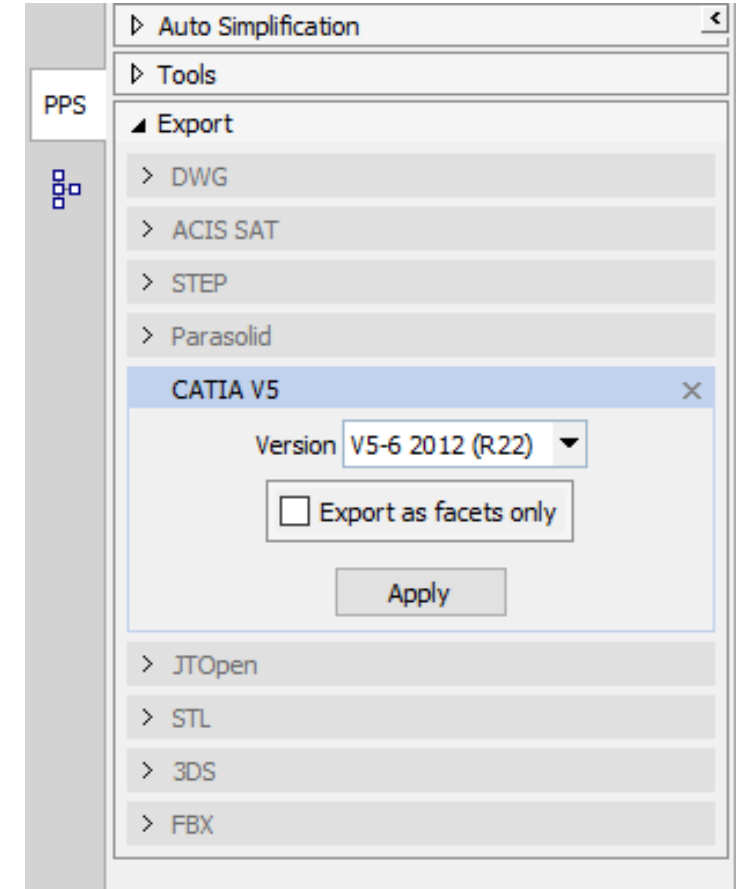 Auto Simplification
Tools
PPS
Export
DWG
ACIS SAT
STEP
Parasolid
CATIA V5
Version V5-6 2012 (R22)
Export as facets only
Apply
JTOpen
STL
3DS
FBX